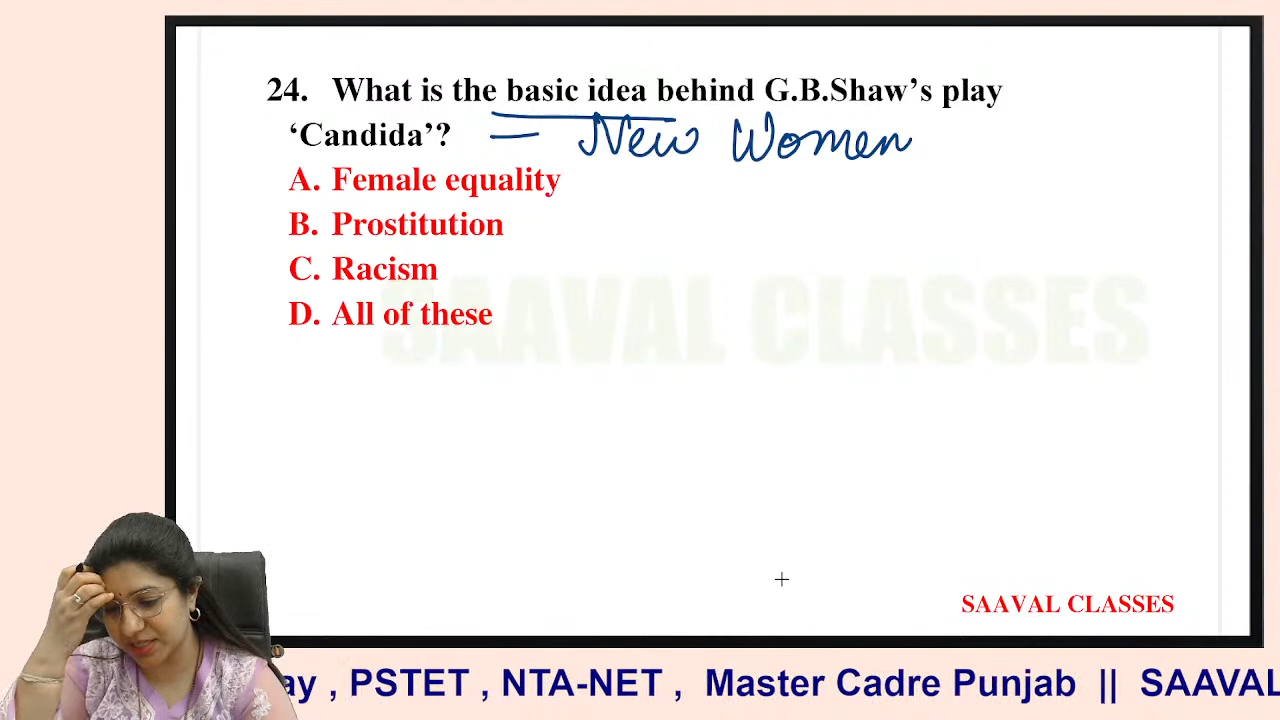 24. What is the basic idea behind G.B.Shaw's play
'Candida'? = New Women
A. Female equality
B. Prostitution
C. Racism
D. All of these
SAAVAL CLASSES
SAAVAL CLASSES
ay , PSTET , NTA-NET , Master Cadre Punjab || SAAVAL